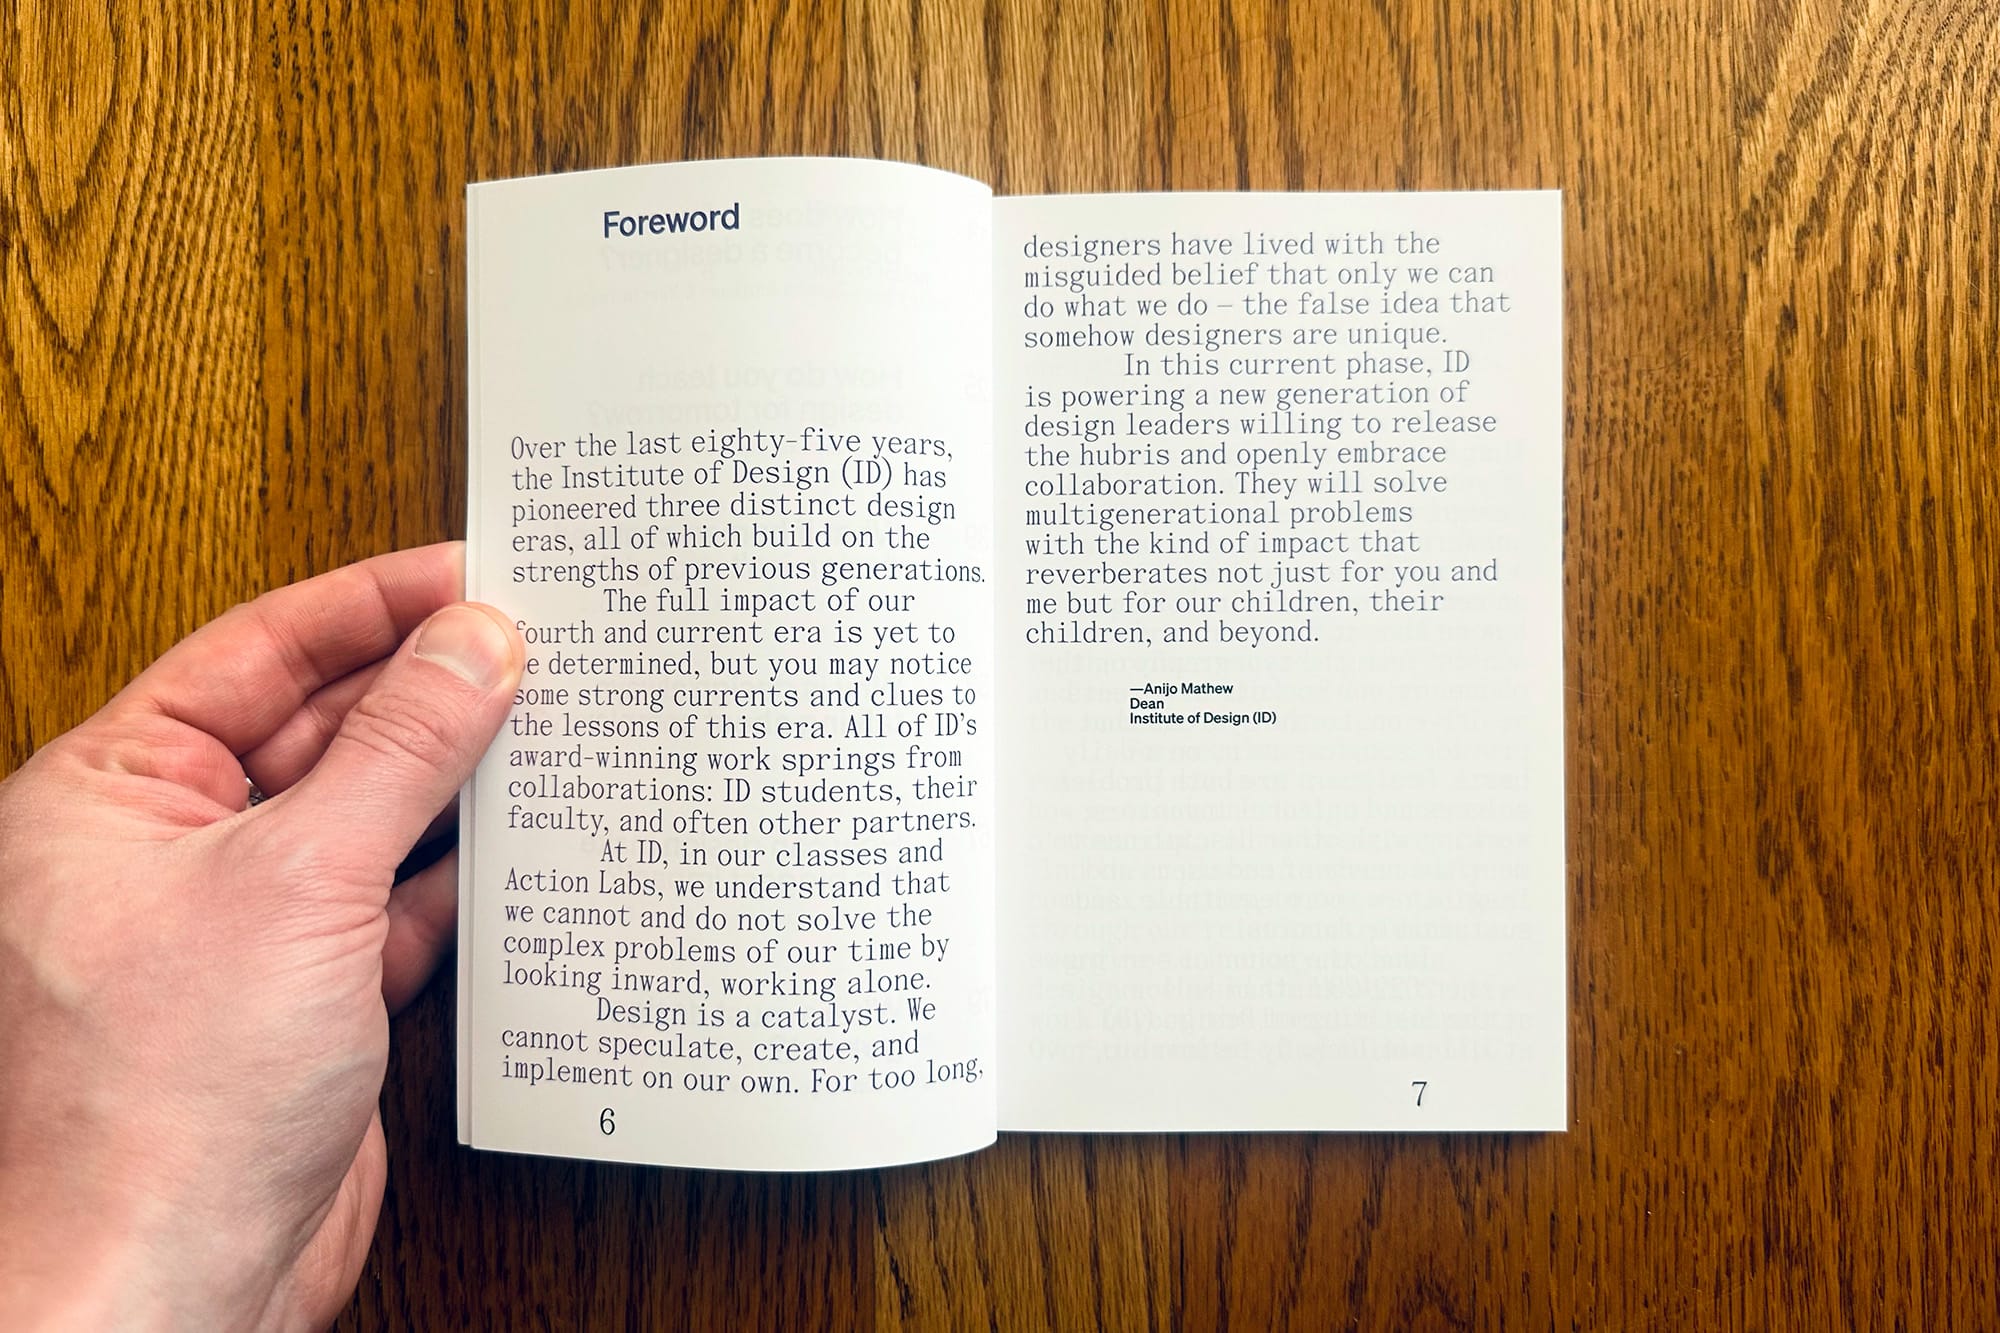 Foreword
Over the last eighty-five years,
the Institute of Design (ID) has
pioneered three distinct design
eras, all of which build on the
strengths of previous generations.
The full impact of our
fourth and current era is yet to
be determined, but you may notice
some strong currents and clues to
the lessons of this era. All of ID’s
award-winning work springs from
collaborations: ID students, their
faculty, and often other partners.
At ID, in our classes and
Action Labs, we understand that
we cannot and do not solve the
complex problems of our time by
looking inward, working alone.
Design is a catalyst. We
cannot speculate, create, and
implement on our own. For too long,
6
designers have lived with the
misguided belief that only we can
do what we do – the false idea that
somehow designers are unique.
In this current phase, ID
is powering a new generation of
design leaders willing to release
the hubris and openly embrace
collaboration. They will solve
multigenerational problems
with the kind of impact that
reverberates not just for you and
me but for our children, their
children, and beyond.
—Anijo Mathew
Dean
Institute of Design (ID)
7